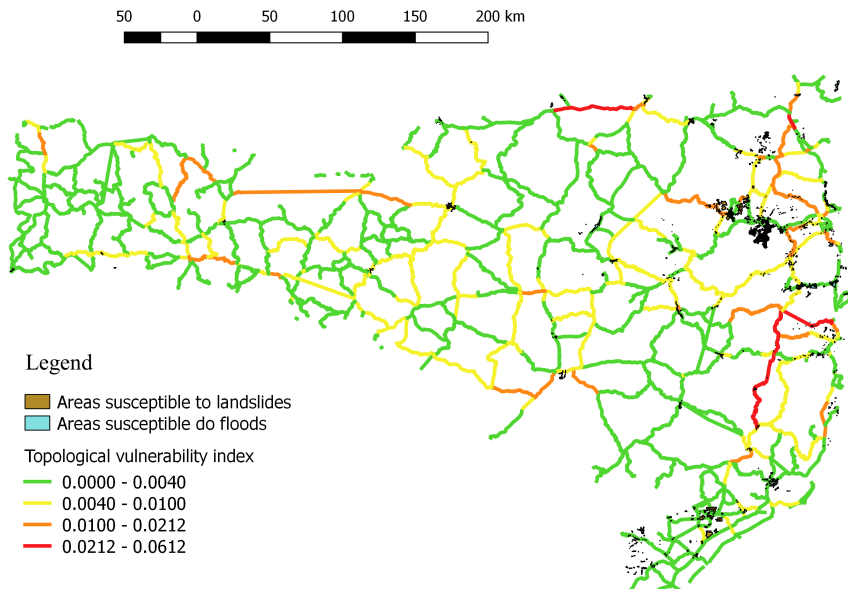 50 0 50 100 150 200 km
Legend
Areas susceptible to landslides
Areas susceptible do floods
Topological vulnerability index
0.0000 - 0.0040
0.0040 - 0.0100
0.0100 - 0.0212
0.0212 - 0.0612